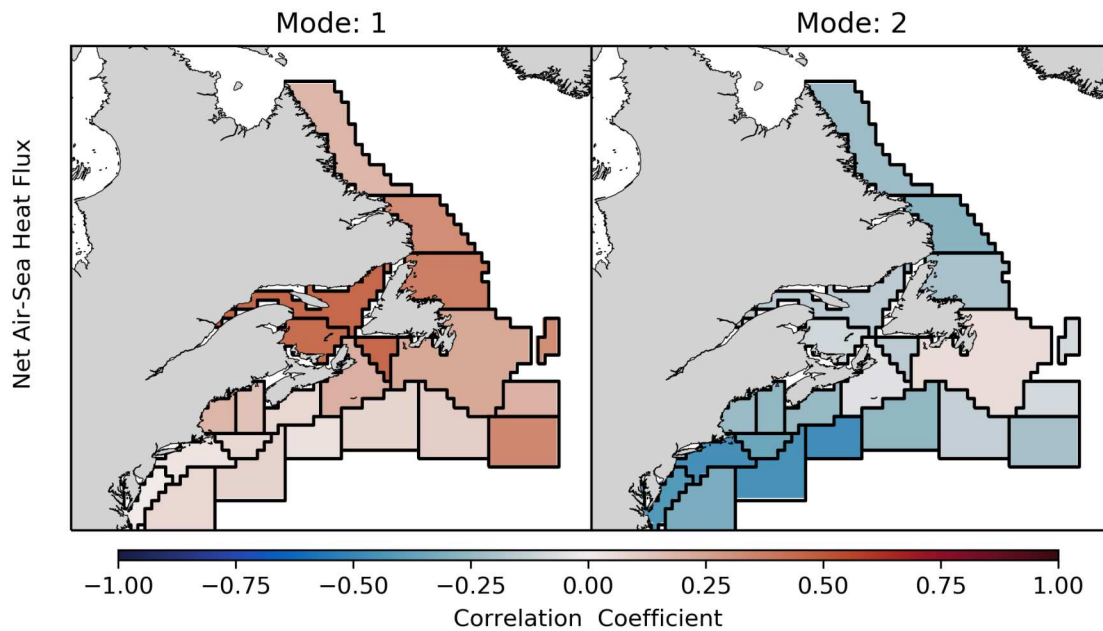 Mode: 1
Mode: 2
Net Air-Sea Heat Flux
−1.00 −0.75 −0.50 −0.25 0.00 0.25 0.50 0.75 1.00
Correlation Coefficient